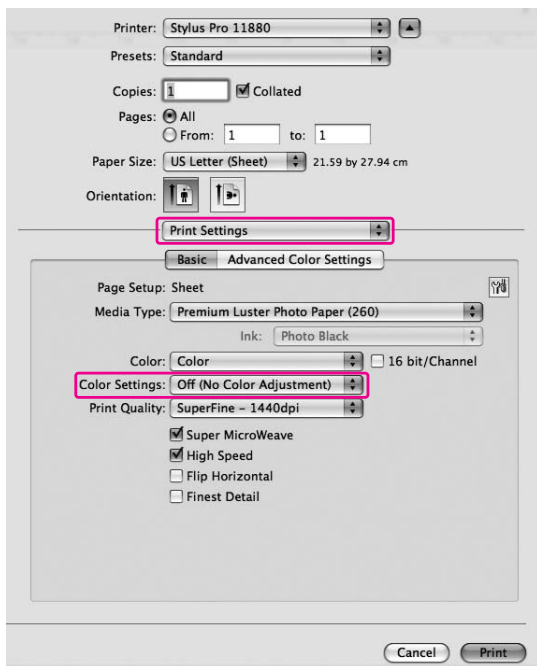 Printer: Stylus Pro 11880
Presets: Standard
Copies: 1 Collated
Pages: All
From: 1 to: 1
Paper Size: US Letter (Sheet) 21.59 by 27.94 cm
Orientation:
Print Settings
Basic Advanced Color Settings
Page Setup: Sheet
Media Type: Premium Luster Photo Paper (260)
Ink: Photo Black
Color: Color 16 bit/Channel
Color Settings: Off (No Color Adjustment)
Print Quality: SuperFine – 1440dpi
Super MicroWeave
High Speed
Flip Horizontal
Finest Detail
Cancel Print